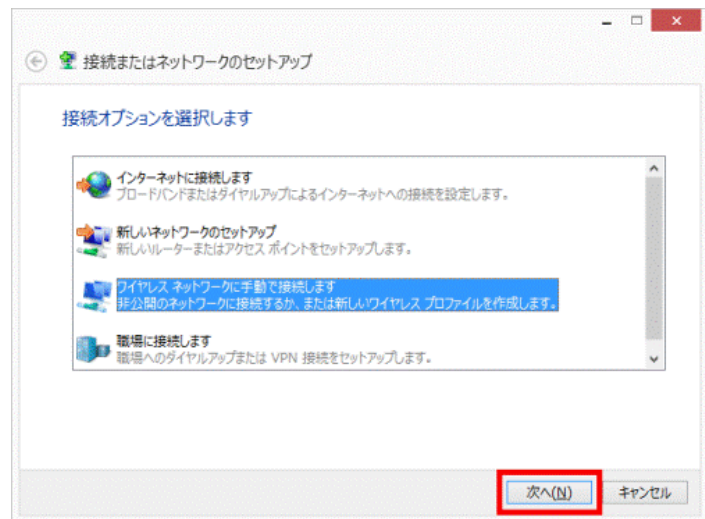 接続またはネットワークのセットアップ
接続オプションを選択します
インターネットに接続します
ブロードバンドまたはダイヤルアップによるインターネットへの接続を設定します。
新しいネットワークのセットアップ
新しいルーターまたはアクセス ポイントをセットアップします。
ワイヤレス ネットワークに手動で接続します
非公開のネットワークに接続するか、または新しいワイヤレス プロファイルを作成します。
職場に接続します
職場へのダイヤルアップまたは VPN 接続をセットアップします。
次へ(N) キャンセル